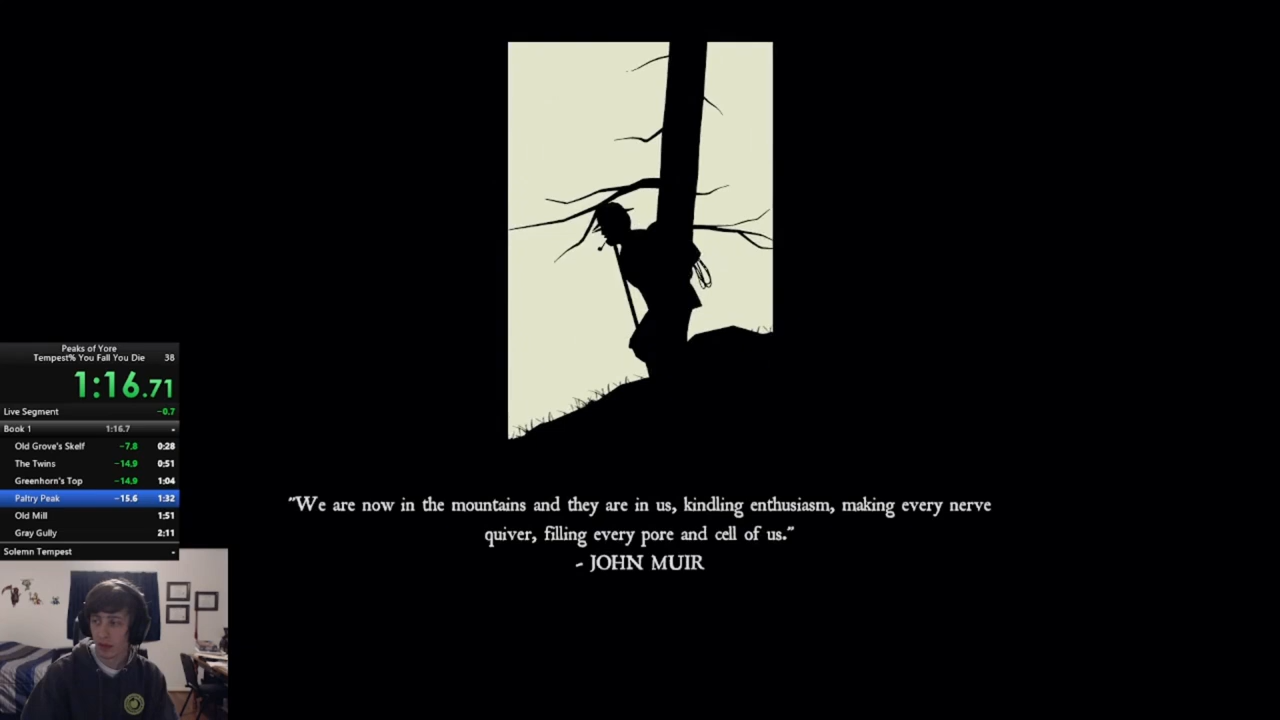 "We are now in the mountains and they are in us, kindling enthusiasm, making every nerve
quiver, filling every pore and cell of us."
- JOHN MUIR
Peaks of Yore
Tempest% You Fall You Die 38
1:16.71
Live Segment -0.7
Book 1 1:16.7 -
Old Grove's Skelf -7.8 0:28
The Twins -14.9 0:51
Greenhorn's Top -14.9 1:04
Paltry Peak -15.6 1:32
Old Mill 1:51
Gray Gully 2:11
Solemn Tempest -